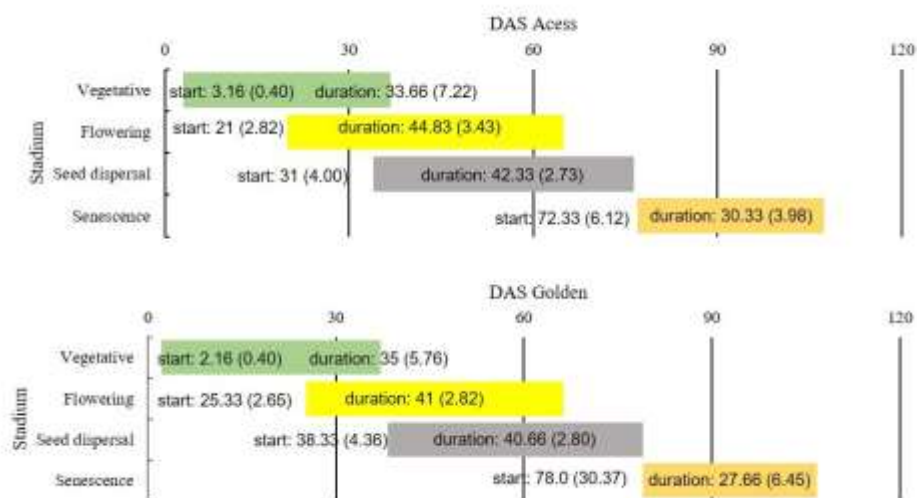 DAS Acess
0 30 60 90 120
Stadium
Vegetative start: 3.16 (0.40) duration: 33.66 (7.22)
Flowering start: 21 (2.82) duration: 44.83 (3.43)
Seed dispersal start: 31 (4.00) duration: 42.33 (2.73)
Senescence start: 72.33 (6.12) duration: 30.33 (3.98)
DAS Golden
0 30 60 90 120
Stadium
Vegetative start: 2.16 (0.40) duration: 35 (5.76)
Flowering start: 25.33 (2.65) duration: 41 (2.82)
Seed dispersal start: 38.33 (4.36) duration: 40.66 (2.80)
Senescence start: 78.0 (30.37) duration: 27.66 (6.45)